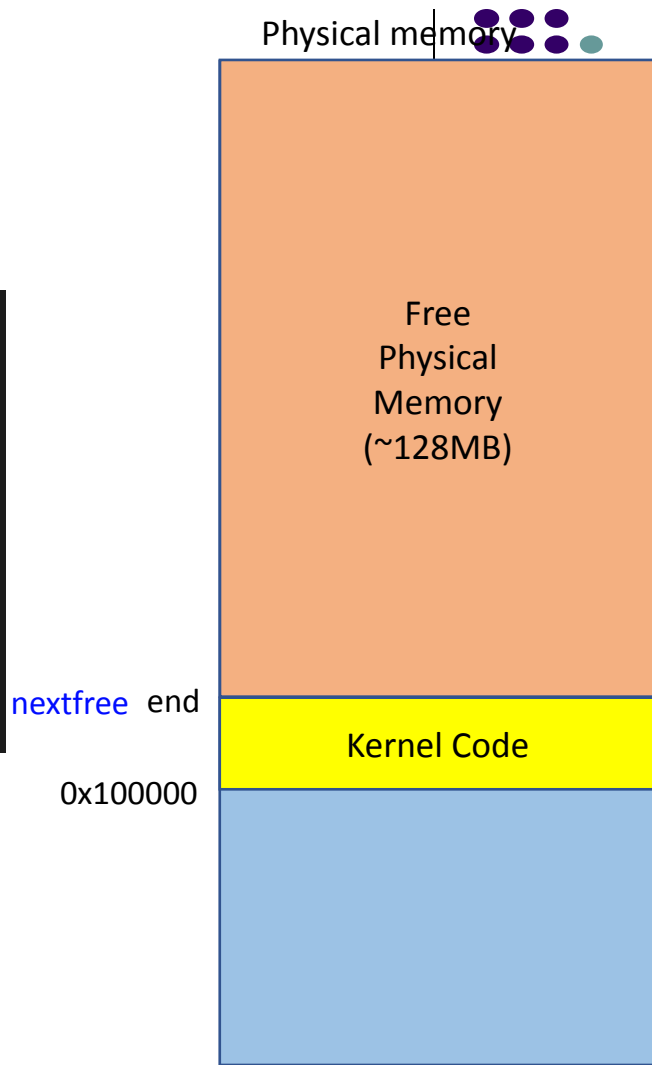 Physical memory
Free
Physical
Memory
(~128MB)
nextfree end
Kernel Code
0x100000